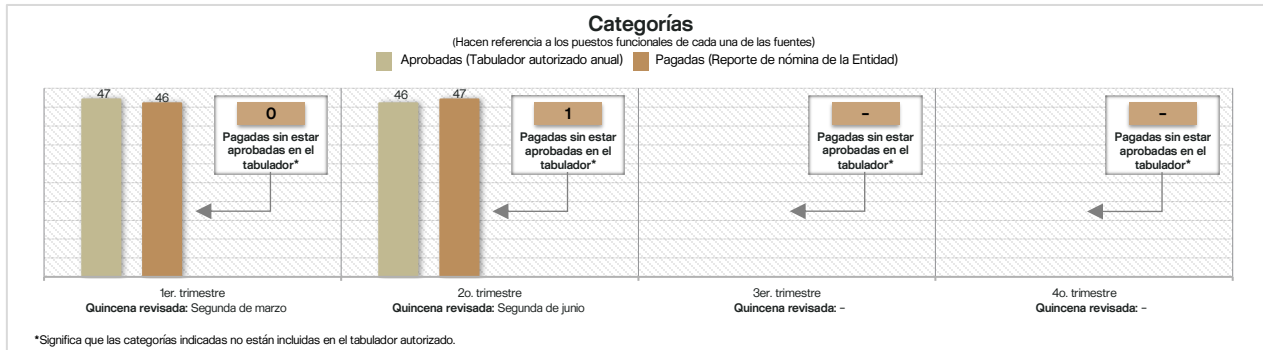 Categorías
(Hacen referencia a los puestos funcionales de cada una de las fuentes)
Aprobadas (Tabulador autorizado anual) Pagadas (Reporte de nómina de la Entidad)
47
46
0
Pagadas sin estar
aprobadas en el
tabulador*
46
47
1
Pagadas sin estar
aprobadas en el
tabulador*
-
Pagadas sin estar
aprobadas en el
tabulador*
-
Pagadas sin estar
aprobadas en el
tabulador*
1er. trimestre
Quincena revisada: Segunda de marzo
2o. trimestre
Quincena revisada: Segunda de junio
3er. trimestre
Quincena revisada: -
4o. trimestre
Quincena revisada: -
*Significa que las categorías indicadas no están incluidas en el tabulador autorizado.